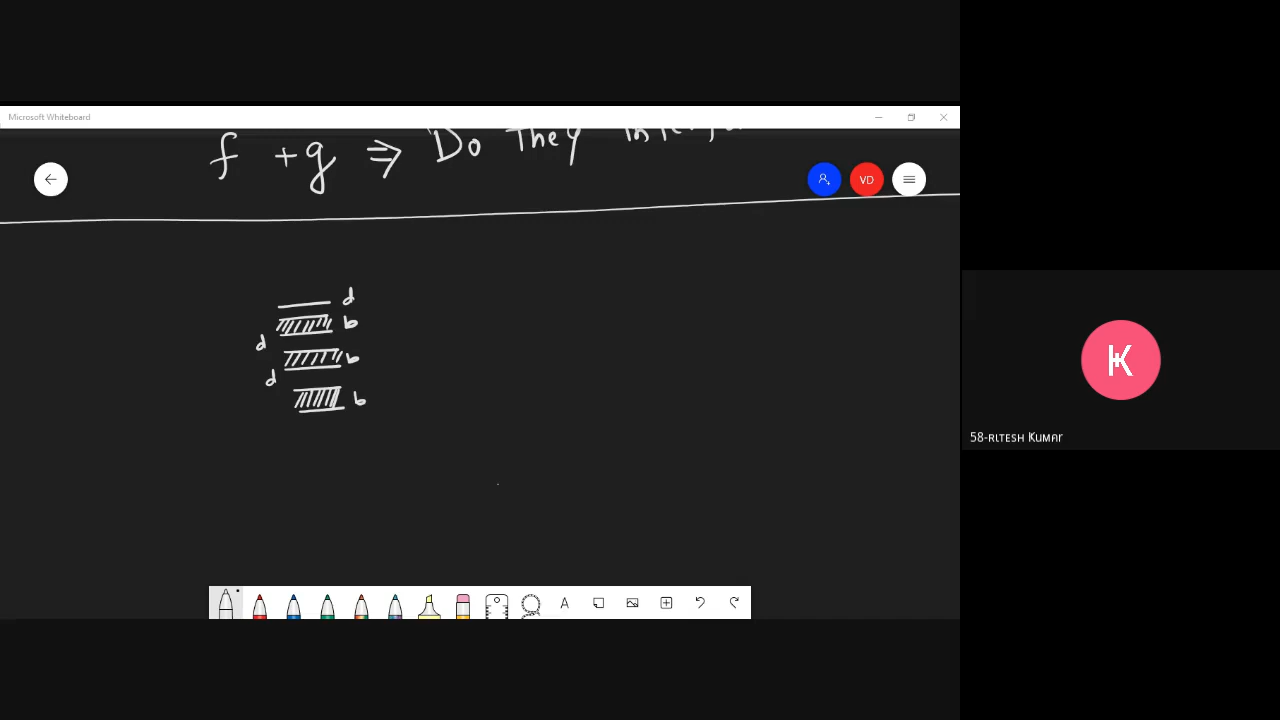 Microsoft Whiteboard
f + g ⇒ Do They
VD
d
b
d
b
d
b
58-RITESH KUMAR
K
A